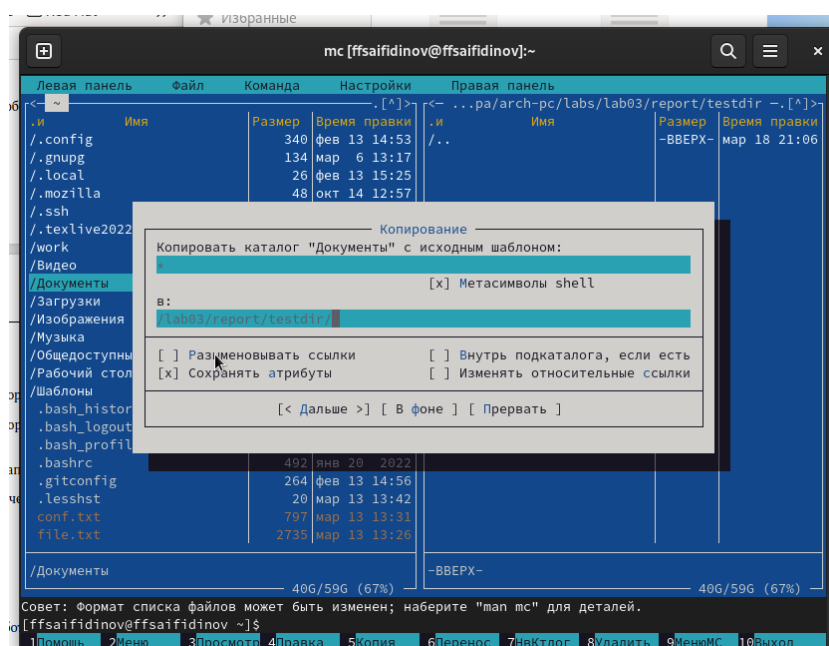 Избранные
mc [ffsaifidinov@ffsaifidinov]:~
Левая панель Файл Команда Настройки Правая панель
<— ~ .[^]> <— ...pa/arch-pc/labs/lab03/report/testdir —.[^]>
.и Имя Размер Время правки .и Имя Размер Время правки
/.config 340 фев 13 14:53 /.. -ВВЕРХ- мар 18 21:06
/.gnupg 134 мар 6 13:17
/.local 26 фев 13 15:25
/.mozilla 48 окт 14 12:57
/.ssh
/.texlive2022
/work
/Видео
/Документы
/Загрузки
/Изображения
/Музыка
/Общедоступны
/Рабочий стол
/Шаблоны
.bash_histor
.bash_logout
.bash_profil
.bashrc 492 янв 20 2022
.gitconfig 264 фев 13 14:56
.lesshst 20 мар 13 13:42
conf.txt 797 мар 13 13:31
file.txt 2735 мар 13 13:26
Копирование
Копировать каталог "Документы" с исходным шаблоном:
*
[x] Метасимволы shell
в:
/lab03/report/testdir/
[ ] Разыменовывать ссылки [ ] Внутрь подкаталога, если есть
[x] Сохранять атрибуты [ ] Изменять относительные ссылки
[< Дальше >] [ В фоне ] [ Прервать ]
/Документы -ВВЕРХ-
40G/59G (67%) 40G/59G (67%)
Совет: Формат списка файлов может быть изменен; наберите "man mc" для деталей.
[ffsaifidinov@ffsaifidinov ~]$
1Помощь 2Меню 3Просмотр 4Правка 5Копия 6Перенос 7НвКтлог 8Удалить 9МенюMC 10Выход